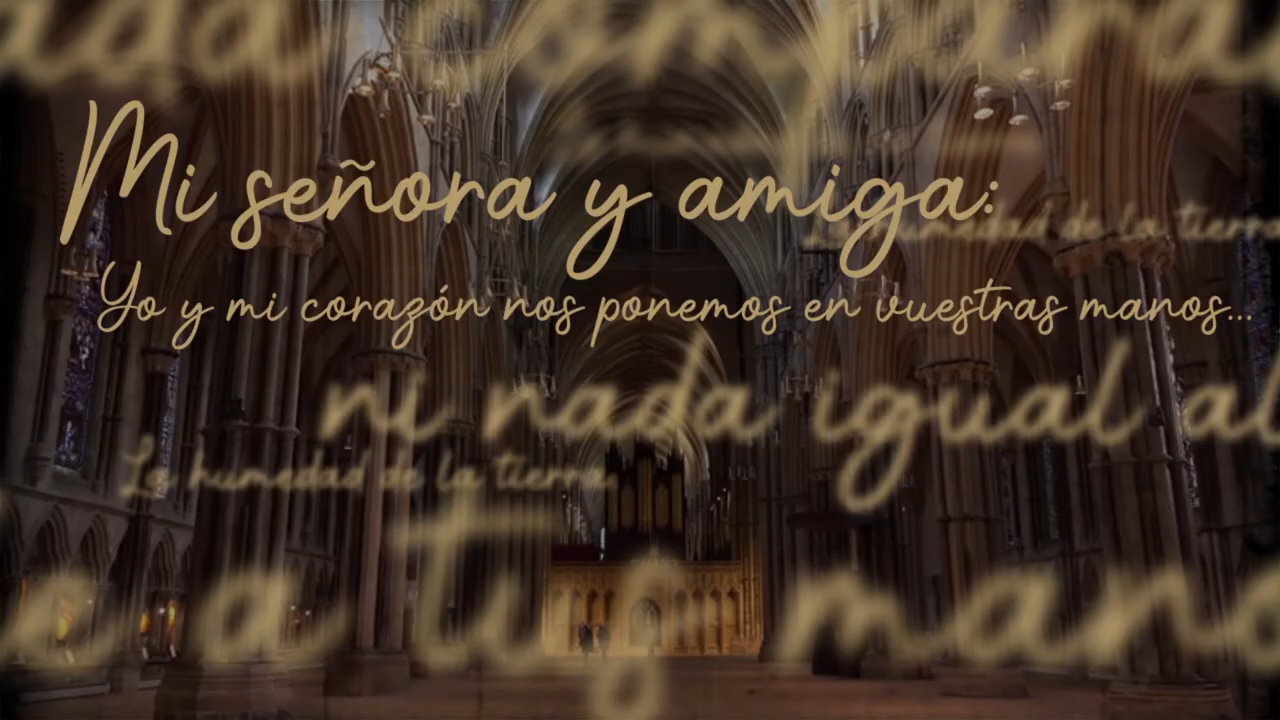 Mi señora y amiga:
La humedad de la tierra
Yo y mi corazón nos ponemos en vuestras manos...
ni nada igual al
La humedad de la tierra
a tu mano